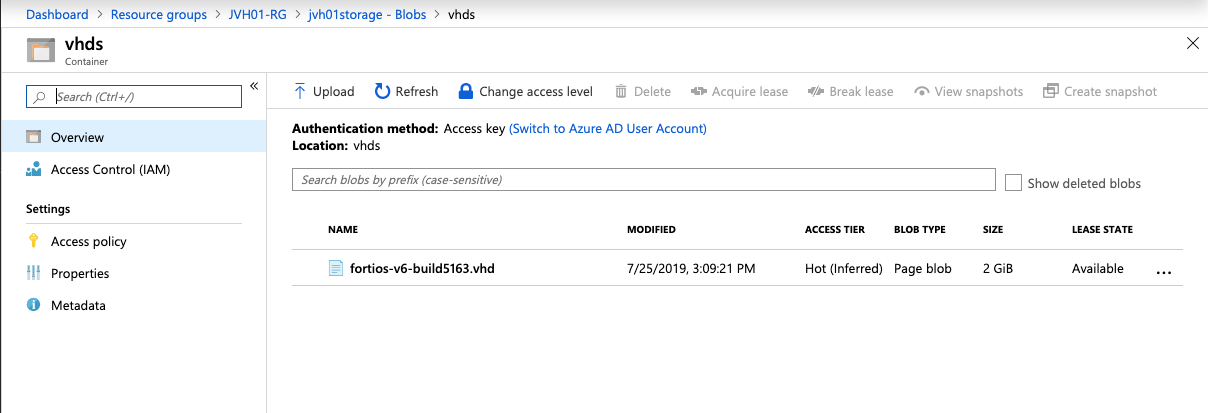 Dashboard > Resource groups > JVH01-RG > jvh01storage - Blobs > vhds
vhds
Container
Search (Ctrl+/)
«
Overview
Access Control (IAM)
Settings
Access policy
Properties
Metadata
Upload Refresh Change access level Delete Acquire lease Break lease View snapshots Create snapshot
Authentication method: Access key (Switch to Azure AD User Account)
Location: vhds
Search blobs by prefix (case-sensitive)
Show deleted blobs
NAME MODIFIED ACCESS TIER BLOB TYPE SIZE LEASE STATE
fortios-v6-build5163.vhd 7/25/2019, 3:09:21 PM Hot (Inferred) Page blob 2 GiB Available ...